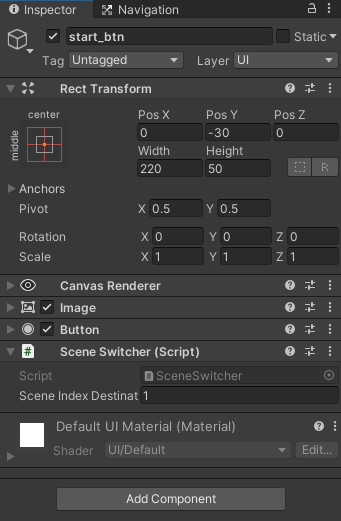 Inspector Navigation
start_btn Static
Tag Untagged Layer UI
Rect Transform
center Pos X Pos Y Pos Z
middle 0 -30 0
Width Height
220 50 R
Anchors
Pivot X 0.5 Y 0.5
Rotation X 0 Y 0 Z 0
Scale X 1 Y 1 Z 1
Canvas Renderer
Image
Button
# Scene Switcher (Script)
Script # SceneSwitcher
Scene Index Destinat 1
Default UI Material (Material)
Shader UI/Default Edit...
Add Component